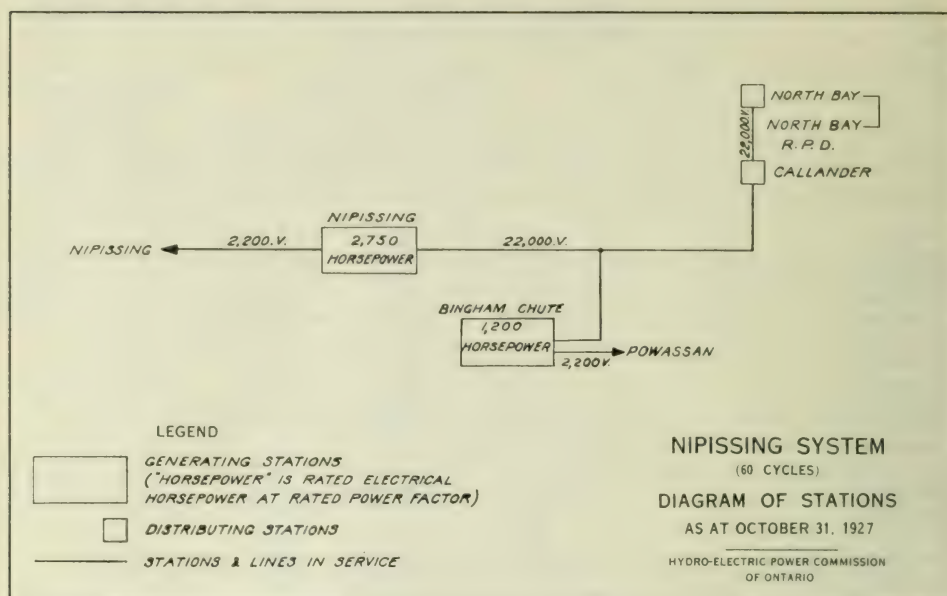 NORTH BAY
NORTH BAY
R.P.D.
22,000V.
CALLANDER
NIPISSING
2,750
HORSEPOWER
NIPISSING
2,200.V.
22,000.V.
BINGHAM CHUTE
1,200
HORSEPOWER
POWASSAN
2,200V.
LEGEND
GENERATING STATIONS
("HORSEPOWER" IS RATED ELECTRICAL
HORSEPOWER AT RATED POWER FACTOR)
DISTRIBUTING STATIONS
STATIONS & LINES IN SERVICE
NIPISSING SYSTEM
(60 CYCLES)
DIAGRAM OF STATIONS
AS AT OCTOBER 31, 1927
HYDRO-ELECTRIC POWER COMMISSION
OF ONTARIO